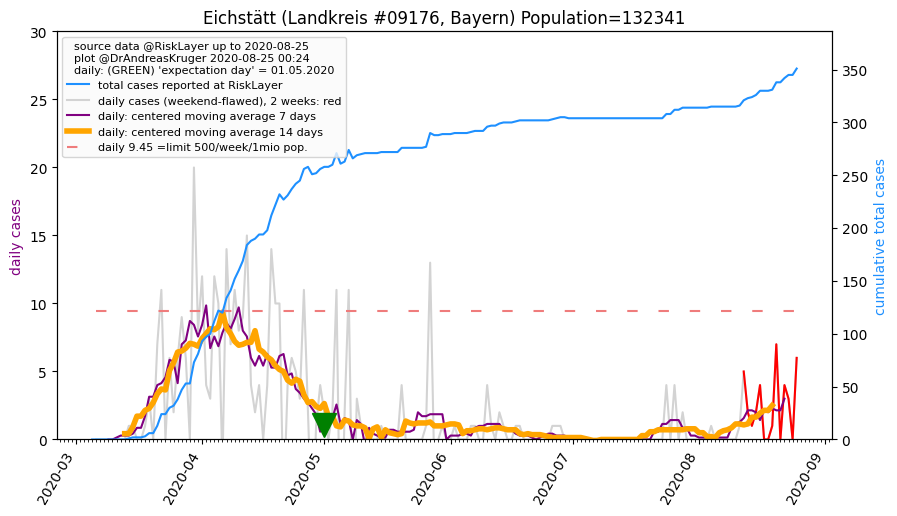 Eichstätt (Landkreis #09176, Bayern) Population=132341
source data @RiskLayer up to 2020-08-25
plot @DrAndreasKruger 2020-08-25 00:24
daily: (GREEN) 'expectation day' = 01.05.2020
total cases reported at RiskLayer
daily cases (weekend-flawed), 2 weeks: red
daily: centered moving average 7 days
daily: centered moving average 14 days
daily 9.45 =limit 500/week/1mio pop.
daily cases
30
25
20
15
10
5
0
cumulative total cases
350
300
250
200
150
100
50
0
2020-03
2020-04
2020-05
2020-06
2020-07
2020-08
2020-09